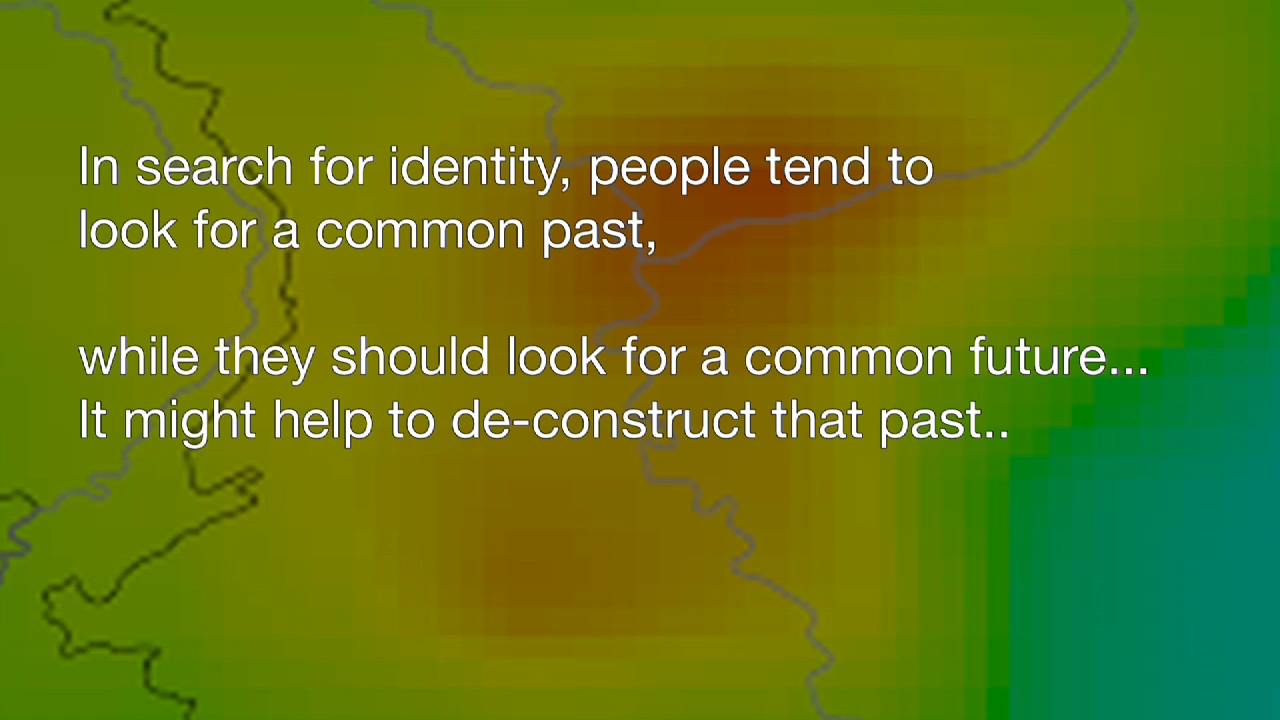 In search for identity, people tend to
look for a common past,
while they should look for a common future...
It might help to de-construct that past..